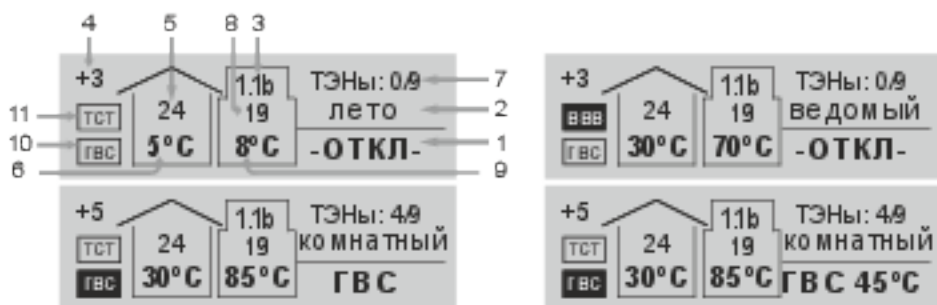 4 5 8 3
+3 1.1b ТЭНы: 0/9 7
11 ТСТ 24 19 лето 2
10 ГВС 5°C 8°C -ОТКЛ- 1
6 9
+3 1.1b ТЭНы: 0/9
ВВВ 24 19 ведомый
ГВС 30°C 70°C -ОТКЛ-
+5 1.1b ТЭНы: 4/9
ТСТ 24 19 комнатный
ГВС 30°C 85°C ГВС
+5 1.1b ТЭНы: 4/9
ТСТ 24 19 комнатный
ГВС 30°C 85°C ГВС 45°C